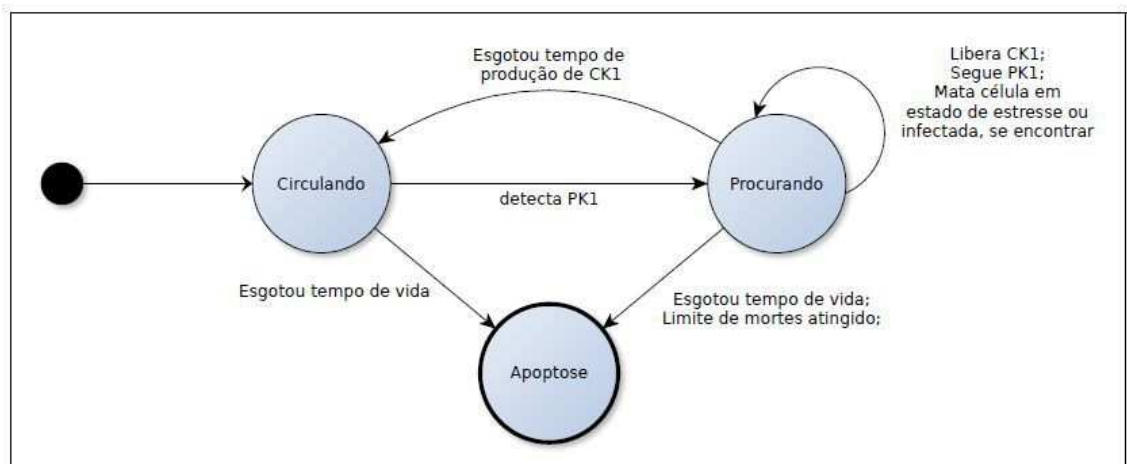 Esgotou tempo de
produção de CK1
Libera CK1;
Segue PK1;
Mata célula em
estado de estresse ou
infectada, se encontrar
Circulando
Procurando
detecta PK1
Esgotou tempo de vida
Esgotou tempo de vida;
Limite de mortes atingido;
Apoptose